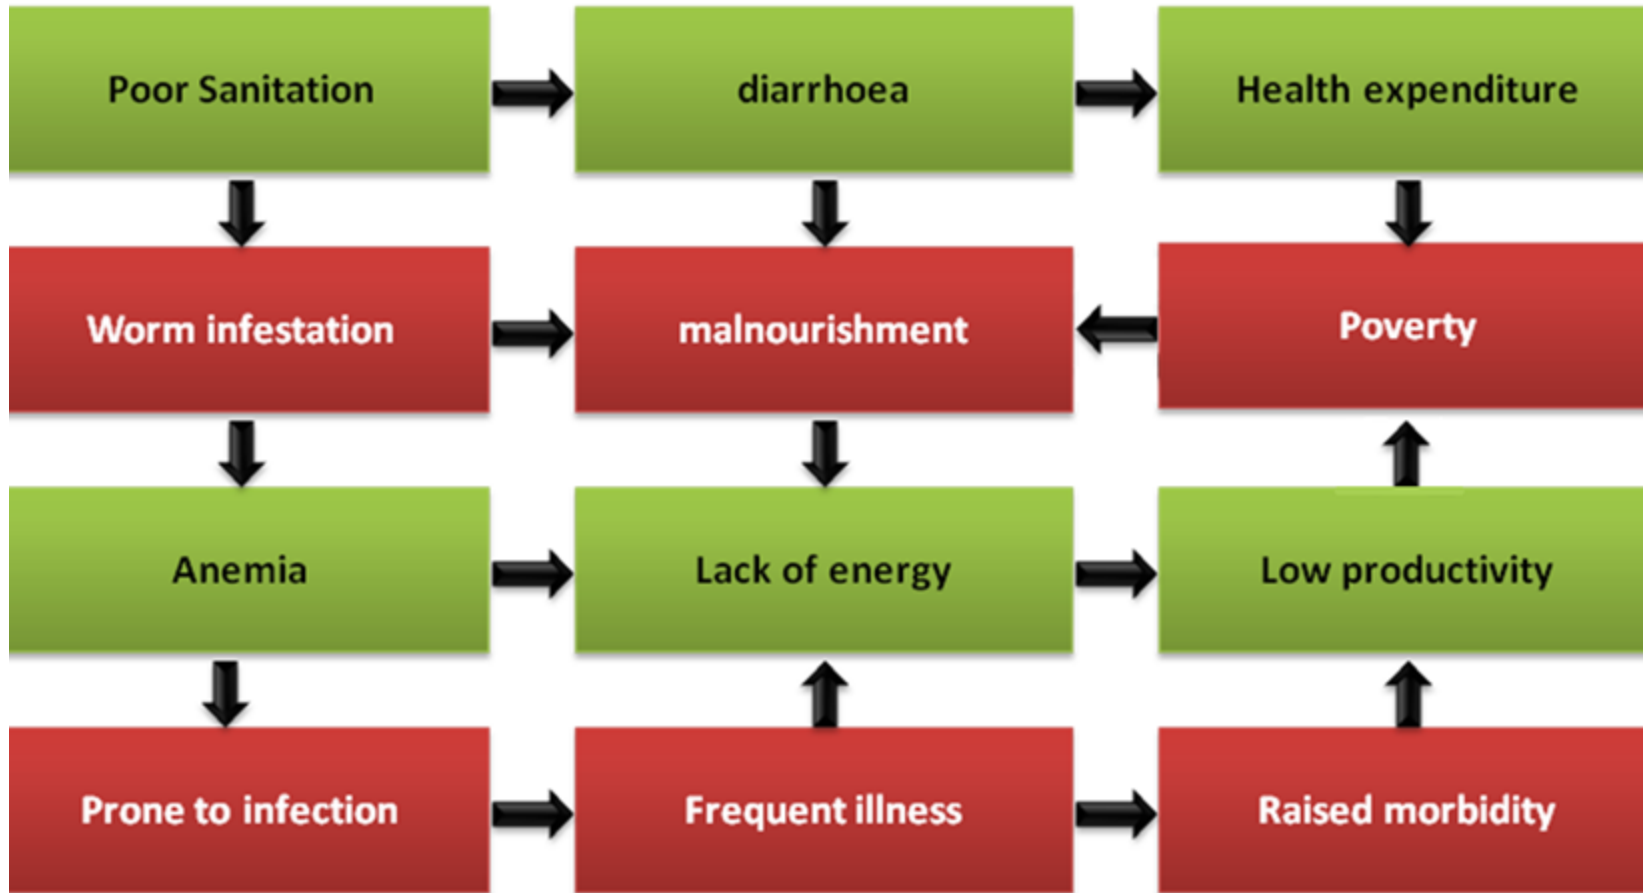 Poor Sanitation
diarrhoea
Health expenditure
Worm infestation
malnourishment
Poverty
Anemia
Lack of energy
Low productivity
Prone to infection
Frequent illness
Raised morbidity